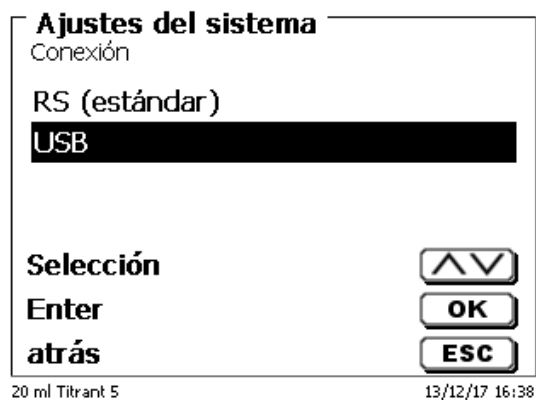 Ajustes del sistema
Conexión
RS (estándar)
USB
Selección
Enter OK
atrás ESC
20 ml Titrant 5 13/12/17 16:38